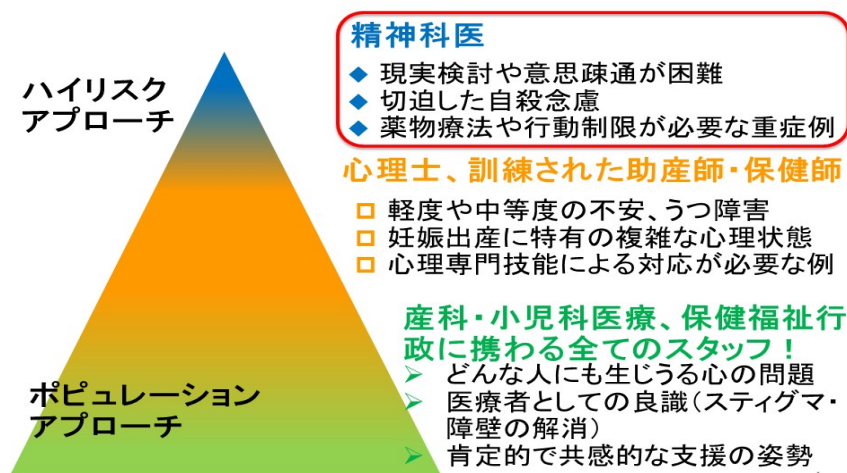 ハイリスク
アプローチ
精神科医
◆ 現実検討や意思疎通が困難
◆ 切迫した自殺念慮
◆ 薬物療法や行動制限が必要な重症例
心理士、訓練された助産師・保健師
□ 軽度や中等度の不安、うつ障害
□ 妊娠出産に特有の複雑な心理状態
□ 心理専門技能による対応が必要な例
産科・小児科医療、保健福祉行
政に携わる全てのスタッフ!
➢ どんな人にも生じうる心の問題
➢ 医療者としての良識(スティグマ・
障壁の解消)
➢ 肯定的で共感的な支援の姿勢
ポピュレーション
アプローチ